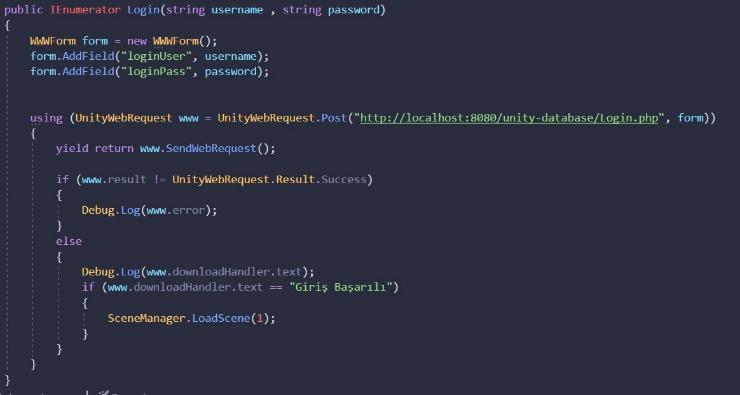 public IEnumerator Login(string username , string password)
{
WWWForm form = new WWWForm();
form.AddField("loginUser", username);
form.AddField("loginPass", password);
using (UnityWebRequest www = UnityWebRequest.Post("http://localhost:8080/unity-database/Login.php", form))
{
yield return www.SendWebRequest();
if (www.result != UnityWebRequest.Result.Success)
{
Debug.Log(www.error);
}
else
{
Debug.Log(www.downloadHandler.text);
if (www.downloadHandler.text == "Giriş Başarılı")
{
SceneManager.LoadScene(1);
}
}
}
}